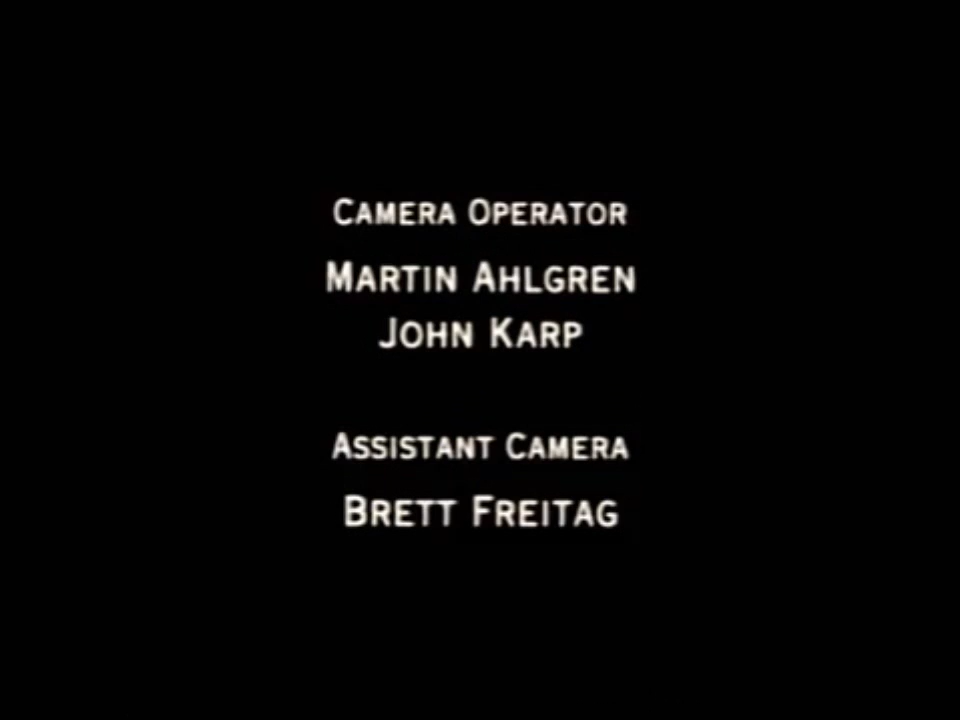 Camera Operator
Martin Ahlgren
John Karp
Assistant Camera
Brett Freitag